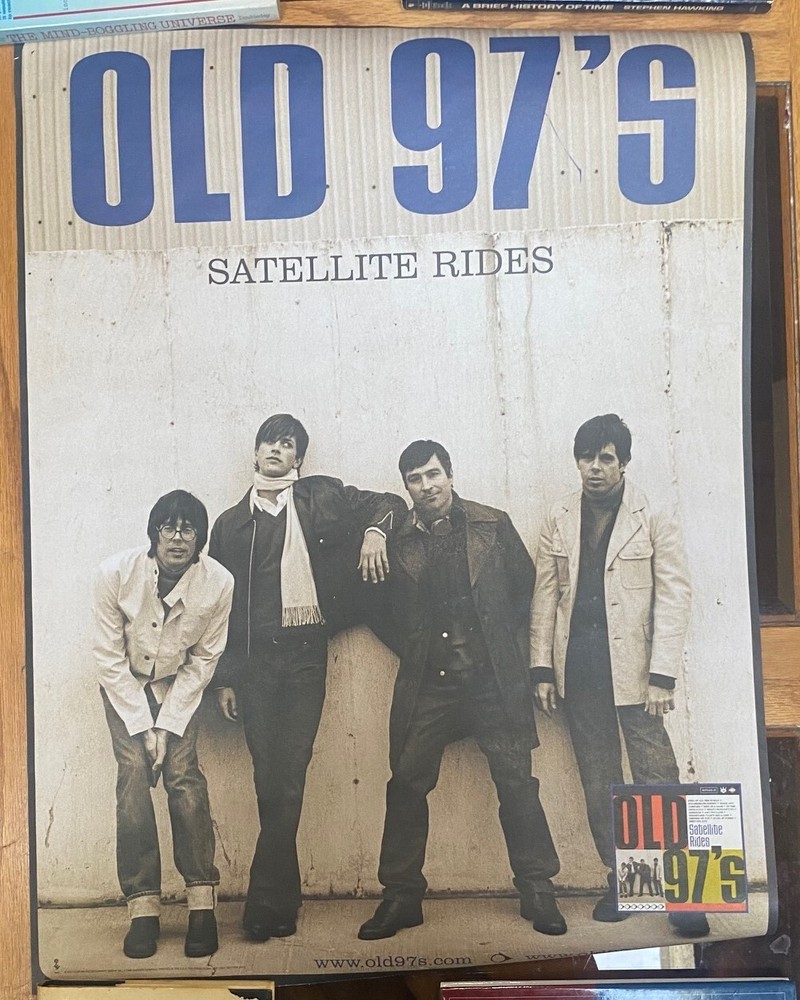 THE MIND-BOGGLING UNIVERSE
A BRIEF HISTORY OF TIME STEPHEN HAWKING
OLD 97'S
SATELLITE RIDES
OLD
Satellite
Rides
97's
www.old97s.com